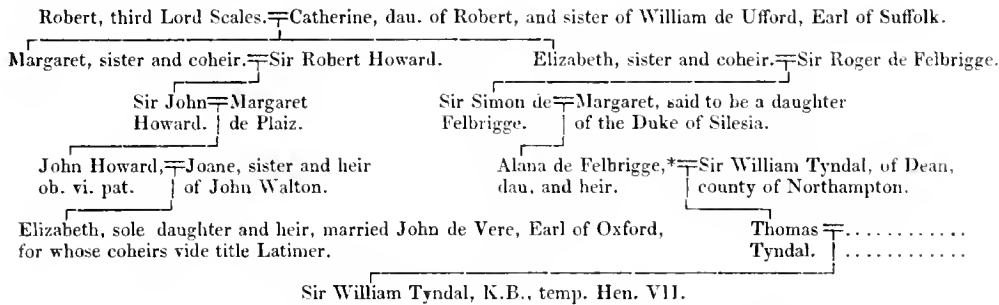 Robert, third Lord Scales.=Catherine, dau. of Robert, and sister of William de Ufford, Earl of Suffolk.
Margaret, sister and coheir.=Sir Robert Howard. Elizabeth, sister and coheir.=Sir Roger de Felbrigge.
Sir John=Margaret Sir Simon de=Margaret, said to be a daughter
Howard. de Plaiz. Felbrigge. of the Duke of Silesia.
John Howard,=Joane, sister and heir Alana de Felbrigge,*=Sir William Tyndal, of Dean,
ob. vi. pat. of John Walton. dau. and heir. county of Northampton.
Elizabeth, sole daughter and heir, married John de Vere, Earl of Oxford, Thomas=............
for whose coheirs vide title Latimer. Tyndal. ............
Sir William Tyndal, K.B., temp. Hen. VII.